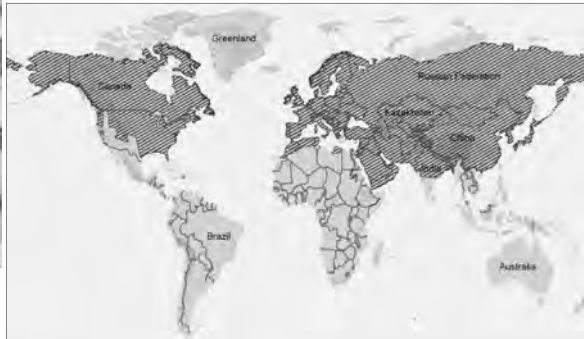 Greenland
Canada
Russian Federation
Kazakhstan
China
India
Brazil
Australia